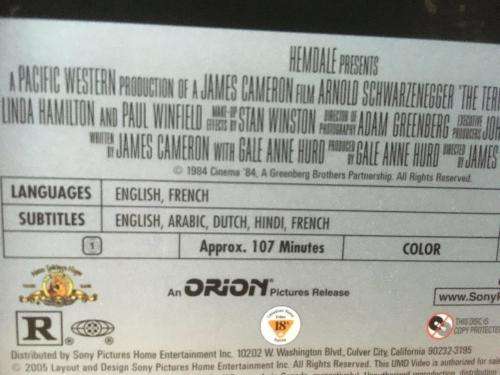 HEMDALE PRESENTS
A PACIFIC WESTERN PRODUCTION OF A JAMES CAMERON FILM ARNOLD SCHWARZENEGGER "THE TER
LINDA HAMILTON AND PAUL WINFIELD MAKE-UP EFFECTS BY STAN WINSTON DIRECTOR OF PHOTOGRAPHY ADAM GREENBERG EXECUTIVE PRODUCERS JO
WRITTEN BY JAMES CAMERON WITH GALE ANNE HURD PRODUCED BY GALE ANNE HURD DIRECTED BY JAMES
© 1984 Cinema '84, A Greenberg Brothers Partnership. All Rights Reserved.
LANGUAGES ENGLISH, FRENCH
SUBTITLES ENGLISH, ARABIC, DUTCH, HINDI, FRENCH
1 Approx. 107 Minutes COLOR
An ORION Pictures Release
www.SonyP
R
18
THIS DISC IS
COPY PROTECTED
Distributed by Sony Pictures Home Entertainment Inc. 10202 W. Washington Blvd., Culver City, California 90232-3195
© 2005 Layout and Design Sony Pictures Home Entertainment Inc. All Rights Reserved. This UMD Video is authorized for sal